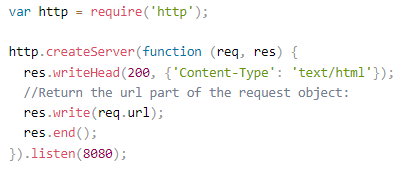 var http = require('http');
http.createServer(function (req, res) {
  res.writeHead(200, {'Content-Type': 'text/html'});
  //Return the url part of the request object:
  res.write(req.url);
  res.end();
}).listen(8080);